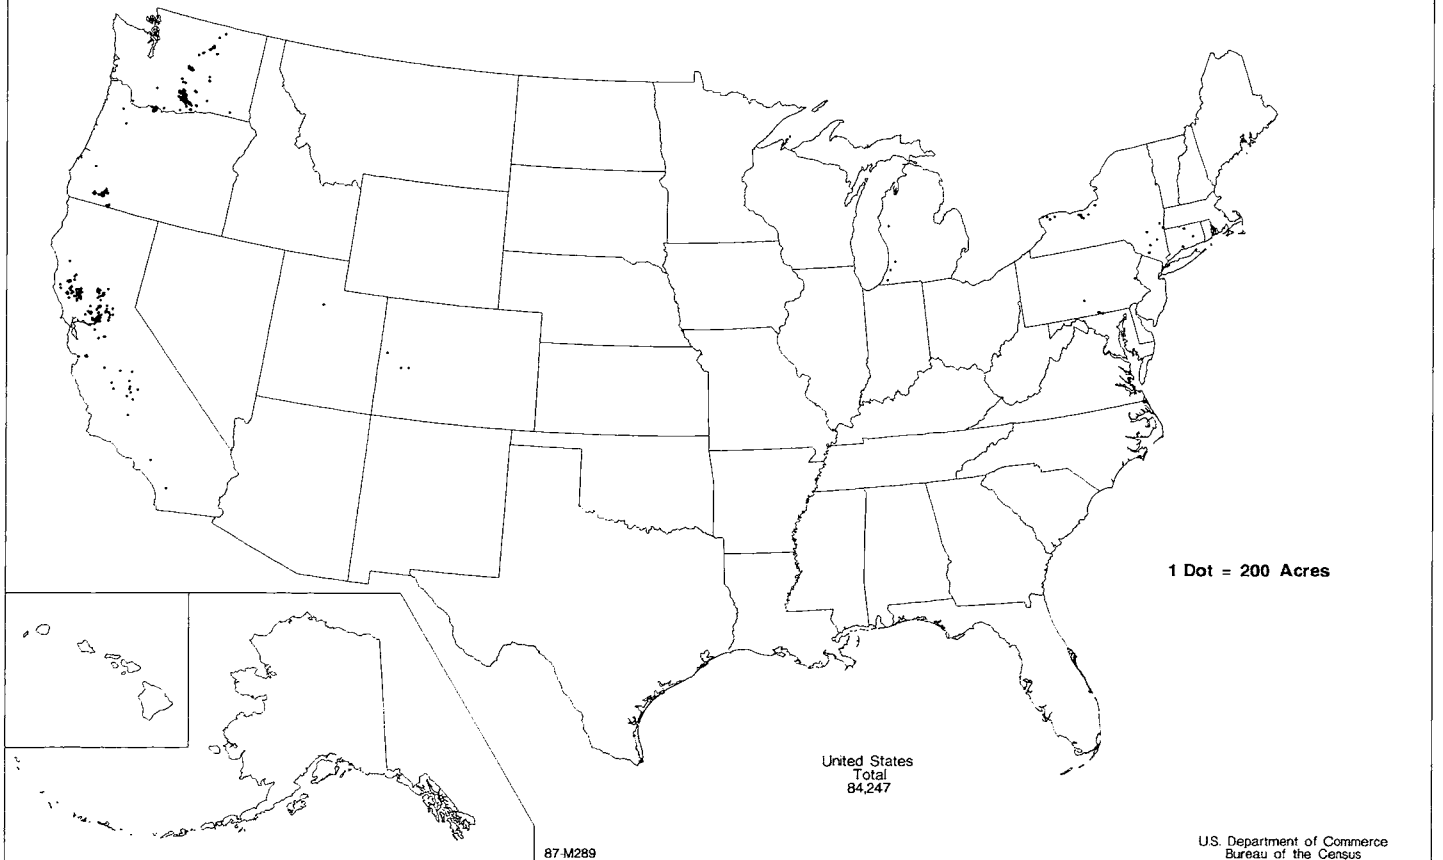 1 Dot = 200 Acres
United States
Total
84,247
87-M289
U.S. Department of Commerce
Bureau of the Census